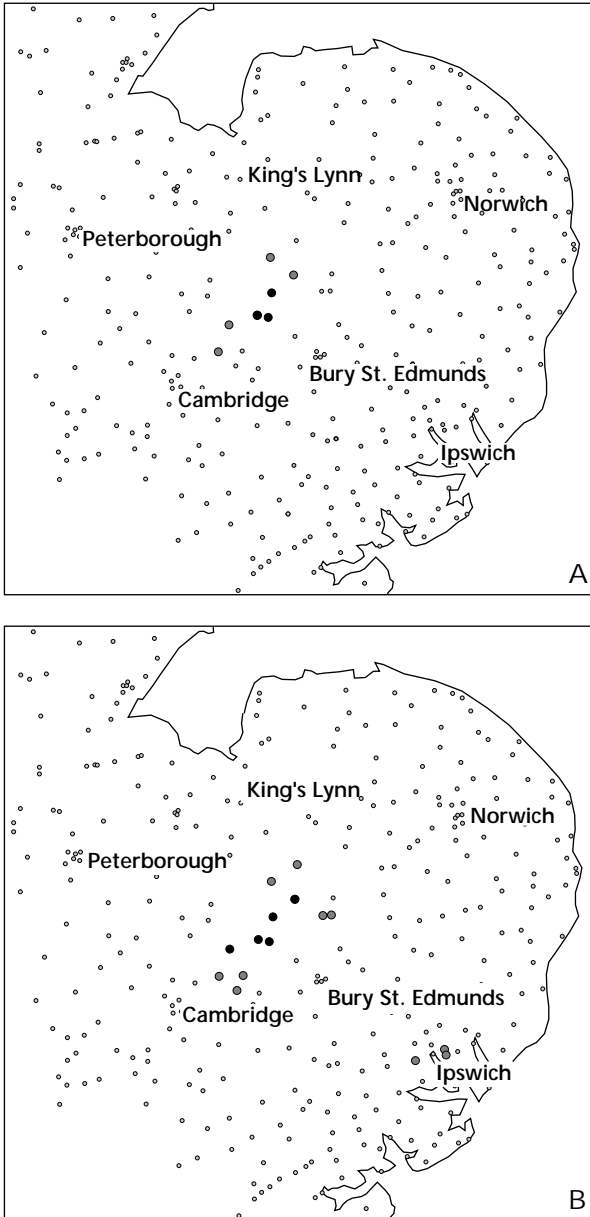 King's Lynn
Norwich
Peterborough
Bury St. Edmunds
Cambridge
Ipswich
A
King's Lynn
Norwich
Peterborough
Bury St. Edmunds
Cambridge
Ipswich
B